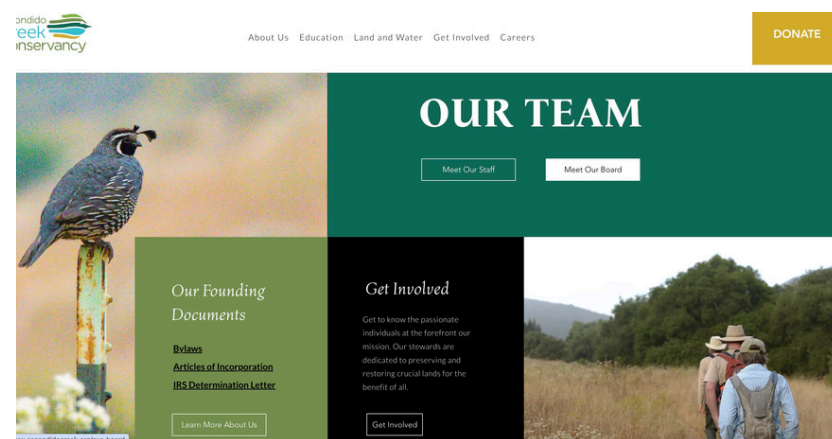 ondido
reek
onservancy
About Us Education Land and Water Get Involved Careers
DONATE
OUR TEAM
Meet Our Staff Meet Our Board
Our Founding
Documents
Bylaws
Articles of Incorporation
IRS Determination Letter
Learn More About Us
Get Involved
Get to know the passionate
individuals at the forefront our
mission. Our stewards are
dedicated to preserving and
restoring crucial lands for the
benefit of all.
Get Involved